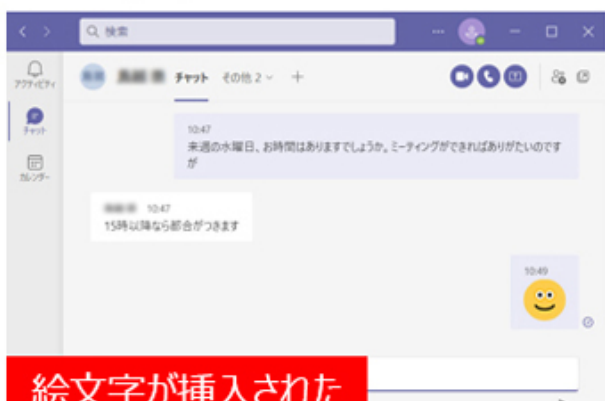 検索
アクティビティ
チャット その他 2
チャット
カレンダー
10:47
来週の水曜日、お時間はありますでしょうか。ミーティングができればありがたいのです
が
10:47
15時以降なら都合がつきます
10:49
絵文字が挿入された